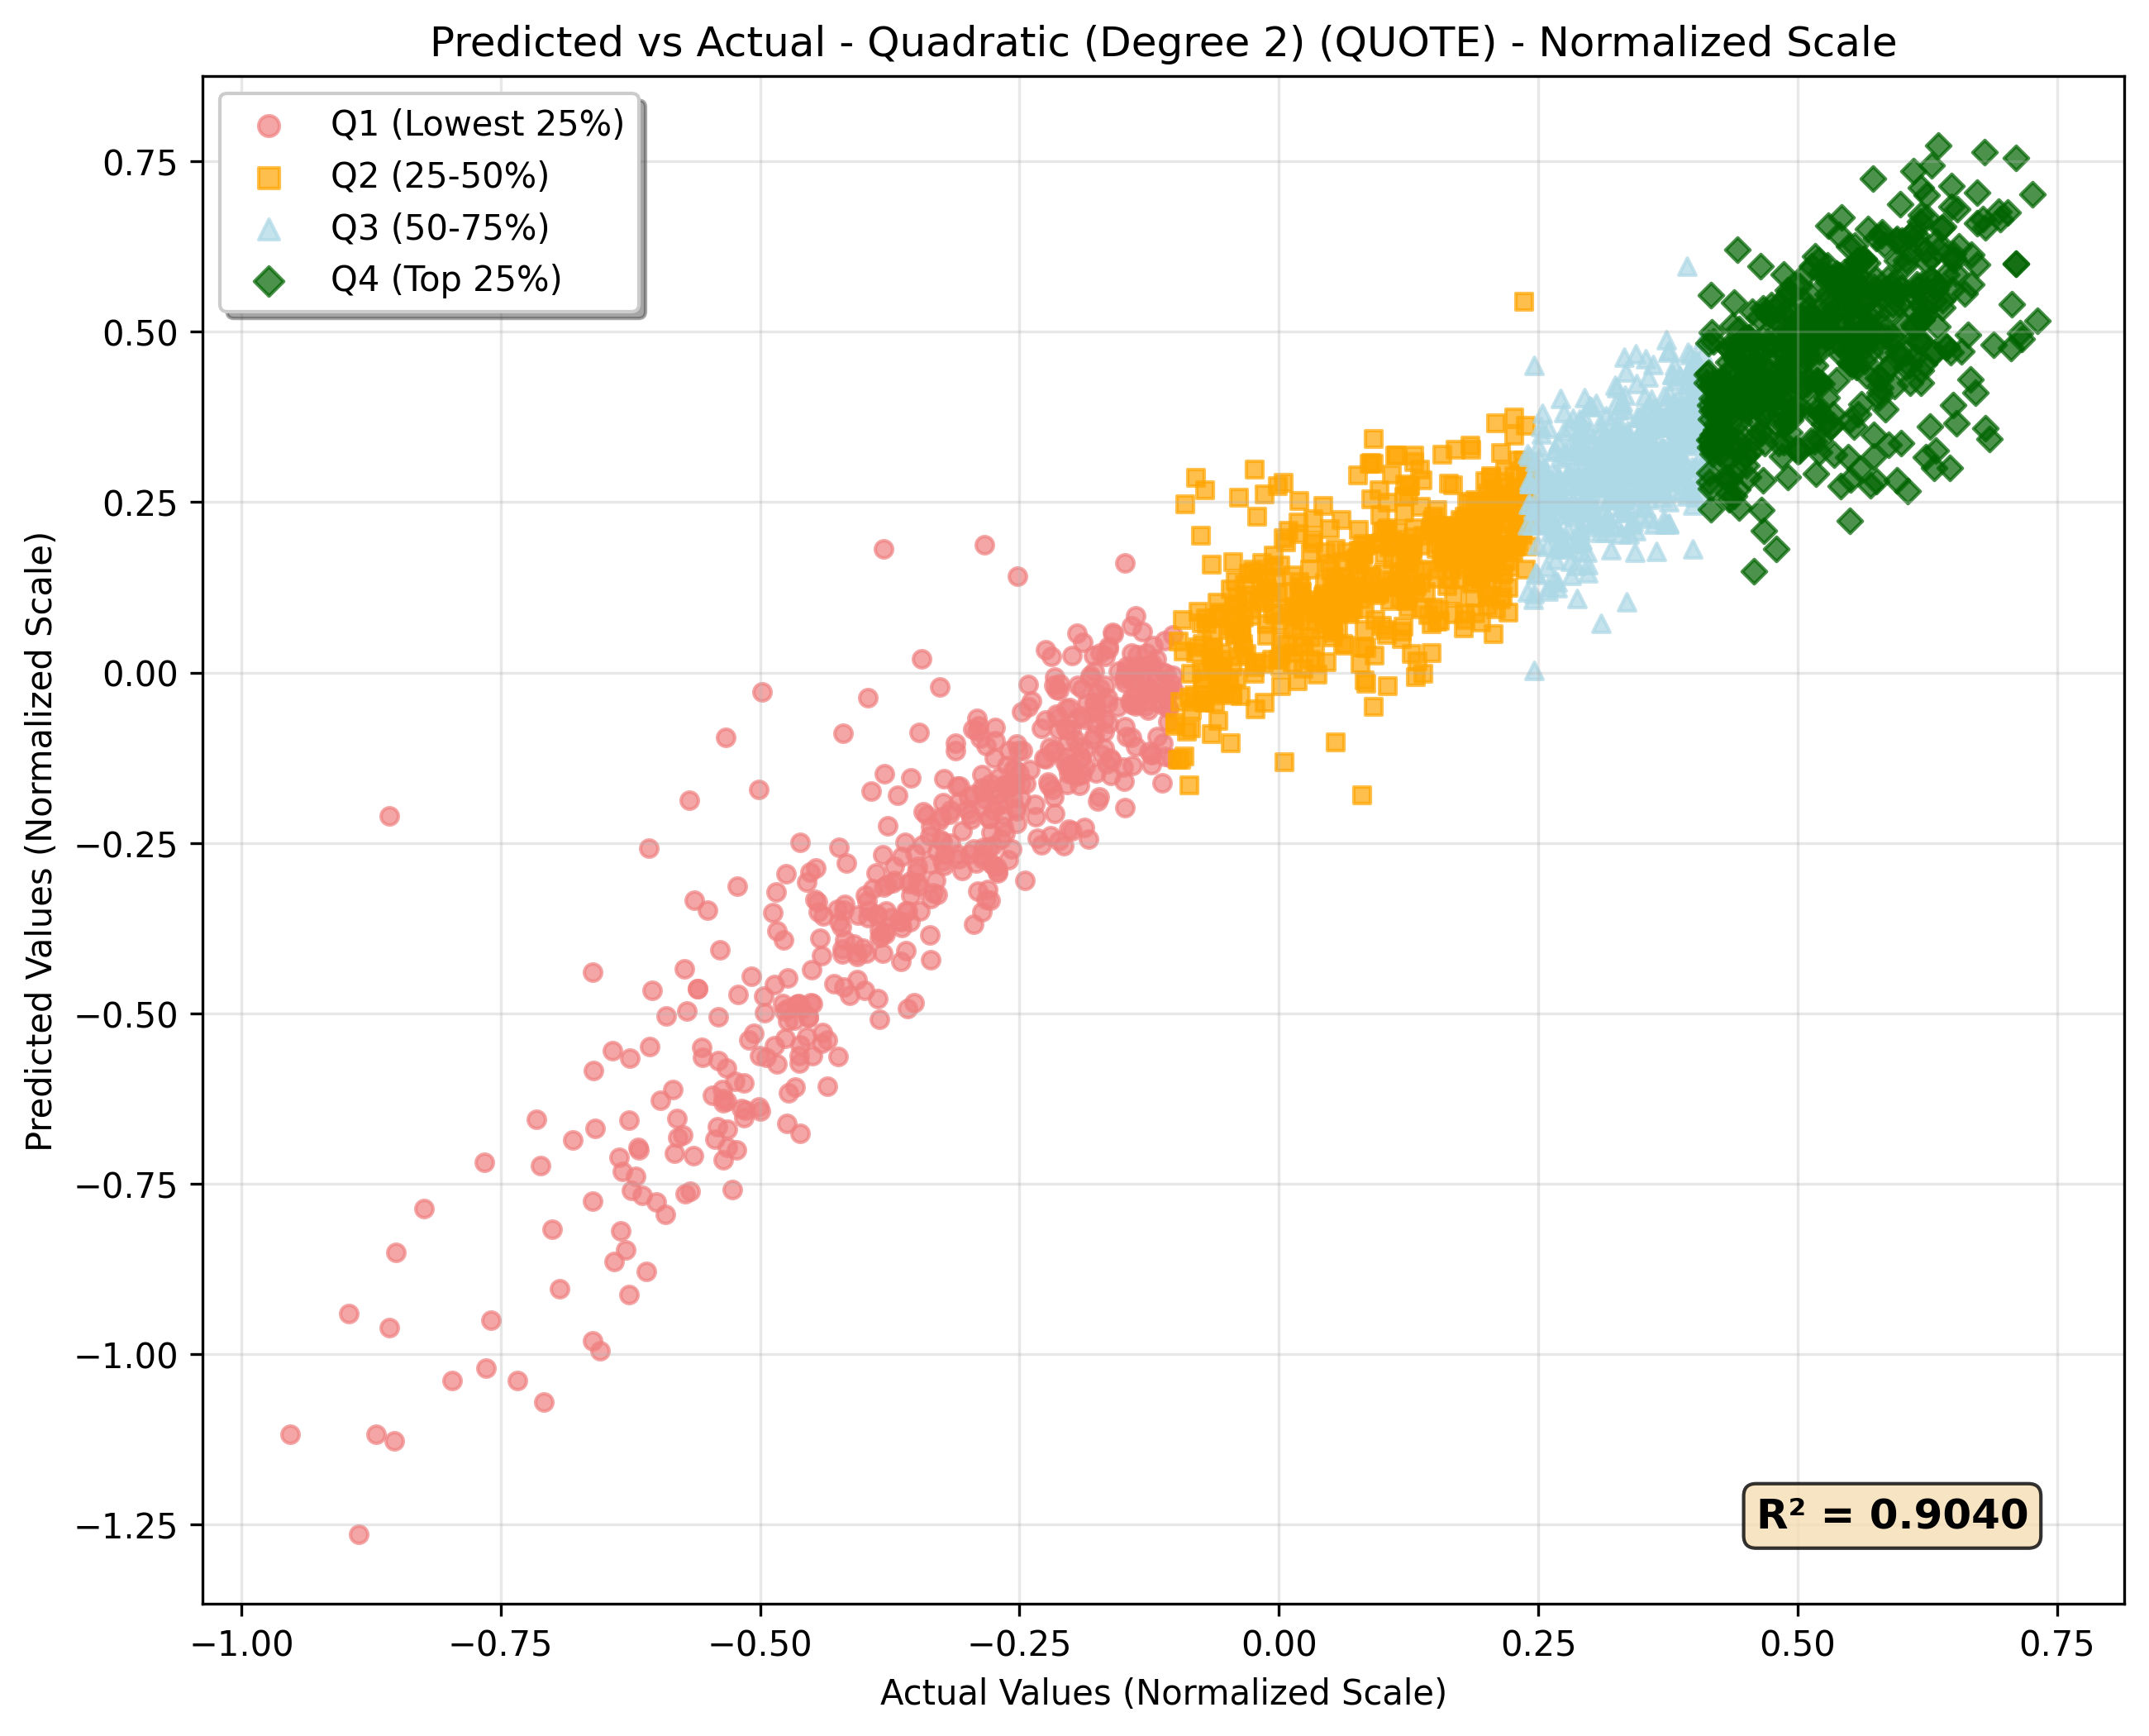 Predicted vs Actual - Quadratic (Degree 2) (QUOTE) - Normalized Scale
Q1 (Lowest 25%)
Q2 (25-50%)
Q3 (50-75%)
Q4 (Top 25%)
0.75
0.50
0.25
0.00
−0.25
−0.50
−0.75
−1.00
−1.25
Predicted Values (Normalized Scale)
R² = 0.9040
−1.00
−0.75
−0.50
−0.25
0.00
0.25
0.50
0.75
Actual Values (Normalized Scale)